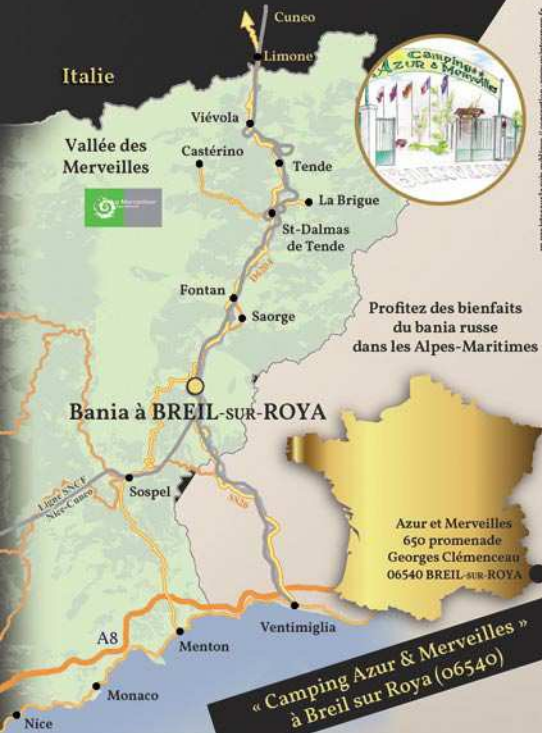 Cuneo
Limone
Italie
Camping
AZUR & Merveilles
Viévola
Vallée des
Merveilles
Castérino
Tende
La Brigue
St-Dalmas
de Tende
D6204
Fontan
Saorge
Profitez des bienfaits
du bania russe
dans les Alpes-Maritimes
Bania à BREIL-SUR-ROYA
Ligne SNCF
Nice-Cuneo
Sospel
SS20
Azur et Merveilles
650 promenade
Georges Clémenceau
06540 BREIL-SUR-ROYA
A8
Menton
Ventimiglia
« Camping Azur & Merveilles »
à Breil sur Roya (06540)
Monaco
Nice